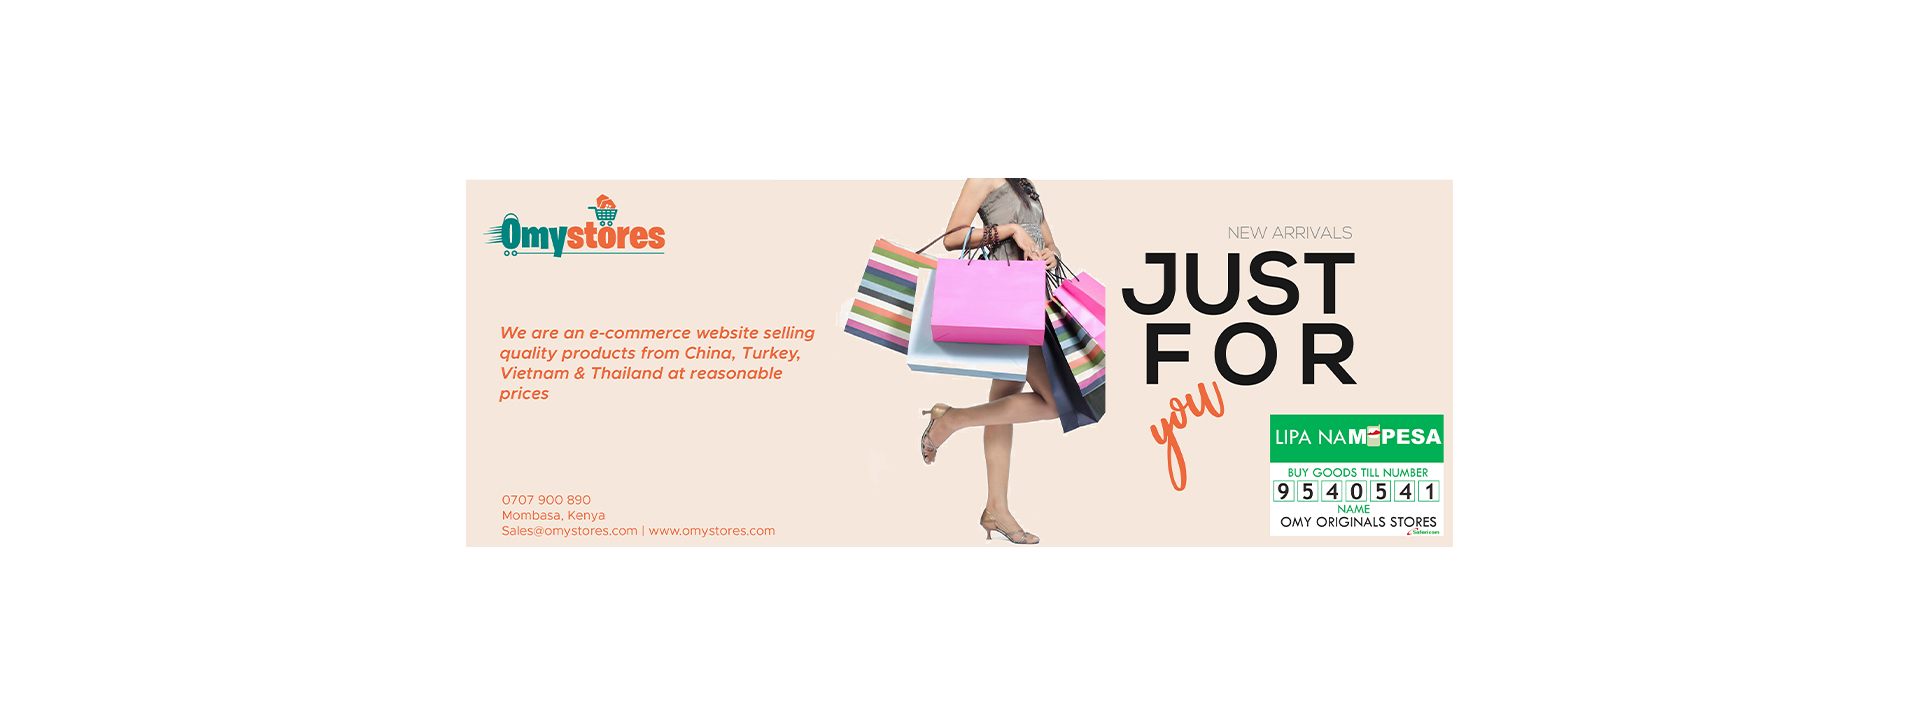 Omystores
We are an e-commerce website selling
quality products from China, Turkey,
Vietnam & Thailand at reasonable
prices
0707 900 890
Mombasa, Kenya
Sales@omystores.com | www.omystores.com
NEW ARRIVALS
JUST
FOR
you
LIPA NA M-PESA
BUY GOODS TILL NUMBER
9540541
NAME
OMY ORIGINALS STORES
Safaricom